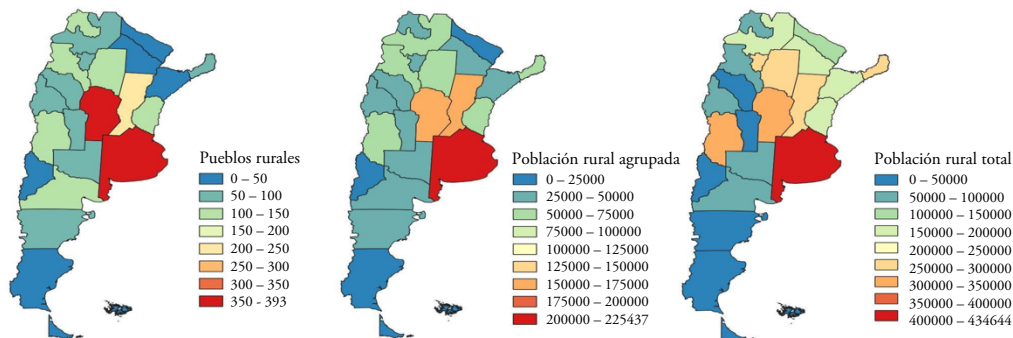 Pueblos rurales
0 – 50
50 – 100
100 – 150
150 – 200
200 – 250
250 – 300
300 – 350
350 - 393
Población rural agrupada
0 – 25000
25000 – 50000
50000 – 75000
75000 – 100000
100000 – 125000
125000 – 150000
150000 – 175000
175000 – 200000
200000 – 225437
Población rural total
0 – 50000
50000 – 100000
100000 – 150000
150000 – 200000
200000 – 250000
250000 – 300000
300000 – 350000
350000 – 400000
400000 – 434644